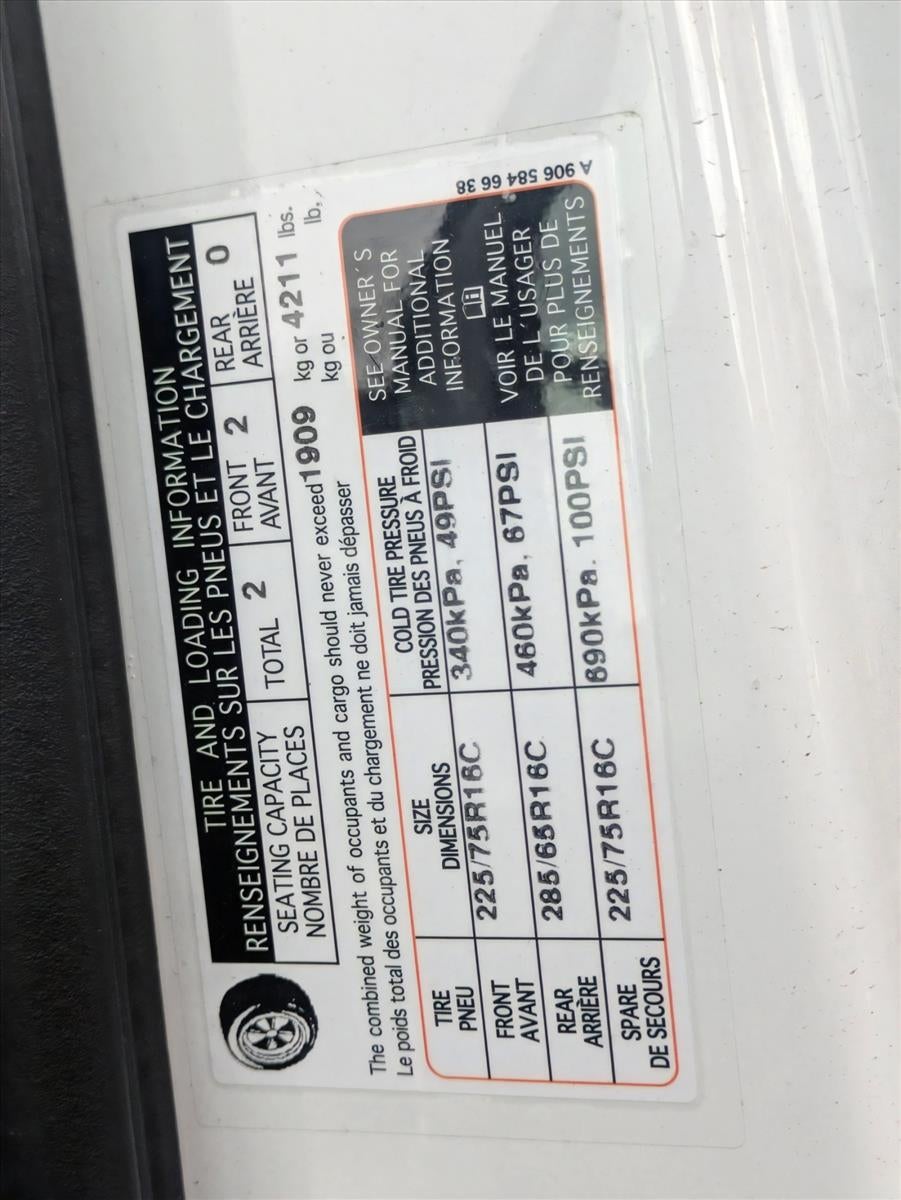 TIRE AND LOADING INFORMATION
RENSEIGNEMENTS SUR LES PNEUS ET LE CHARGEMENT
SEATING CAPACITY
NOMBRE DE PLACES
TOTAL 2
FRONT
AVANT 2
REAR
ARRIÈRE 0
The combined weight of occupants and cargo should never exceed 1909 kg or 4211 lbs.
Le poids total des occupants et du chargement ne doit jamais dépasser kg ou lb,
TIRE
PNEU
SIZE
DIMENSIONS
COLD TIRE PRESSURE
PRESSION DES PNEUS À FROID
FRONT
AVANT
225/75R16C
340kPa, 49PSI
REAR
ARRIÈRE
285/65R16C
460kPa, 67PSI
SPARE
DE SECOURS
225/75R16C
690kPa. 100PSI
SEE OWNER´S
MANUAL FOR
ADDITIONAL
INFORMATION
VOIR LE MANUEL
DE L´USAGER
POUR PLUS DE
RENSEIGNEMENTS
A 906 584 66 38